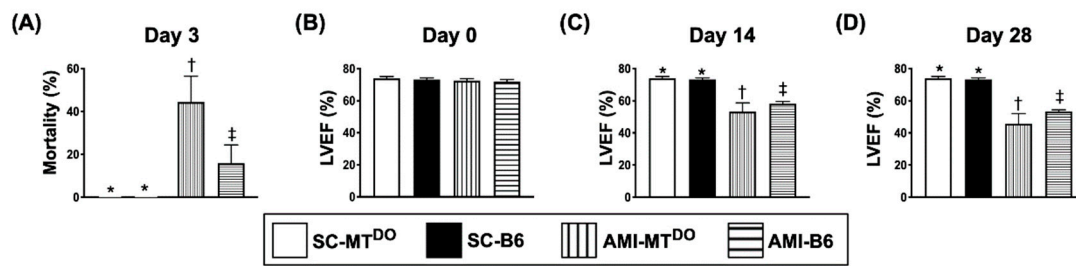 (A) Day 3
Mortality (%)
60
40
20
0
* * † ‡
(B) Day 0
LVEF (%)
80
60
40
20
0
(C) Day 14
LVEF (%)
80
60
40
20
0
* * † ‡
(D) Day 28
LVEF (%)
80
60
40
20
0
* * † ‡
SC-MTᴰᴼ SC-B6 AMI-MTᴰᴼ AMI-B6